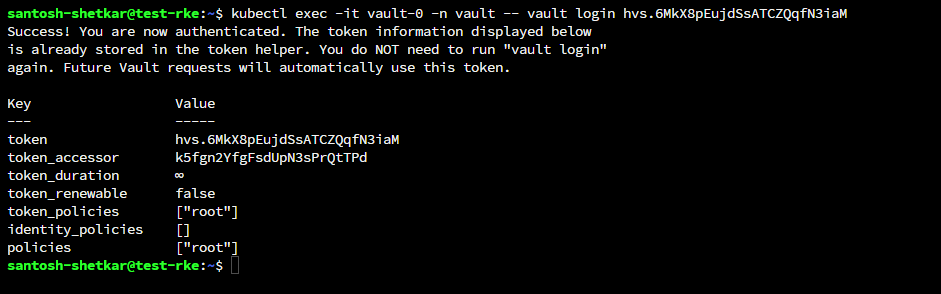 santosh-shetkar@test-rke:~$ kubectl exec -it vault-0 -n vault -- vault login hvs.6MkX8pEujdSsATCZQqfN3iaM
Success! You are now authenticated. The token information displayed below
is already stored in the token helper. You do NOT need to run "vault login"
again. Future Vault requests will automatically use this token.
Key Value
--- -----
token hvs.6MkX8pEujdSsATCZQqfN3iaM
token_accessor k5fgn2YfgFsdUpN3sPrQtTPd
token_duration ∞
token_renewable false
token_policies ["root"]
identity_policies []
policies ["root"]
santosh-shetkar@test-rke:~$